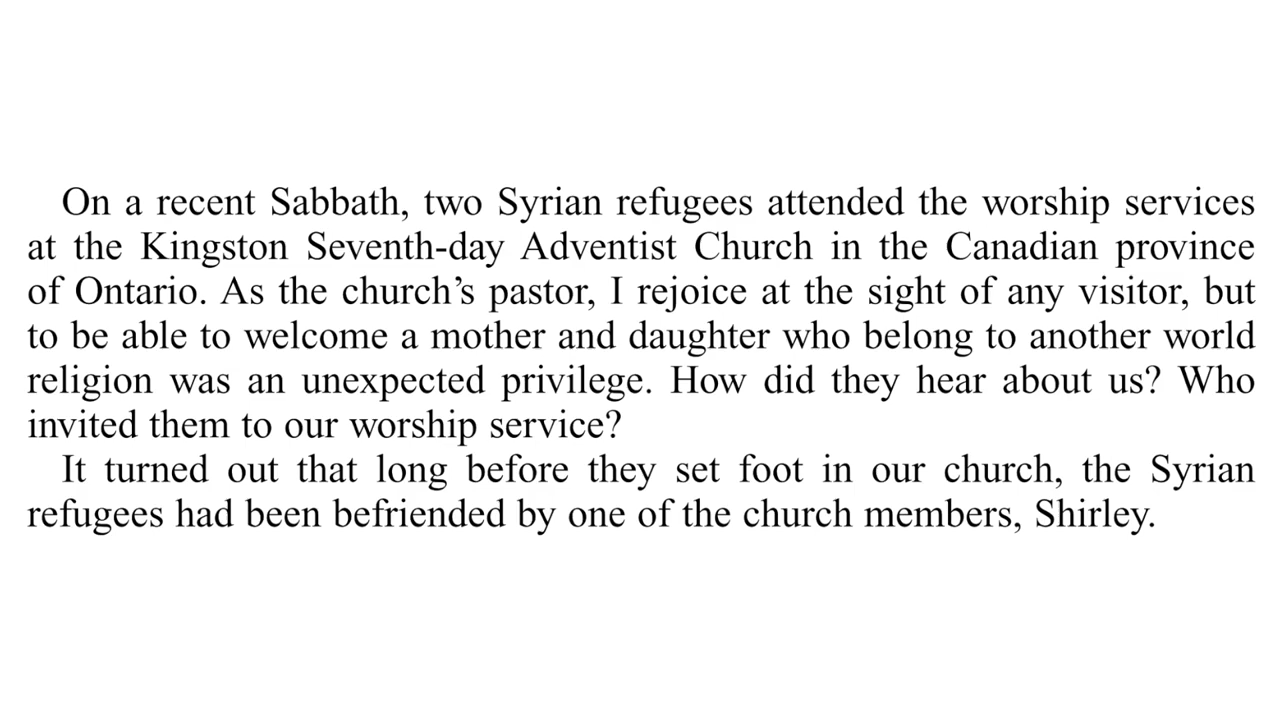 On a recent Sabbath, two Syrian refugees attended the worship services
at the Kingston Seventh-day Adventist Church in the Canadian province
of Ontario. As the church’s pastor, I rejoice at the sight of any visitor, but
to be able to welcome a mother and daughter who belong to another world
religion was an unexpected privilege. How did they hear about us? Who
invited them to our worship service?
It turned out that long before they set foot in our church, the Syrian
refugees had been befriended by one of the church members, Shirley.